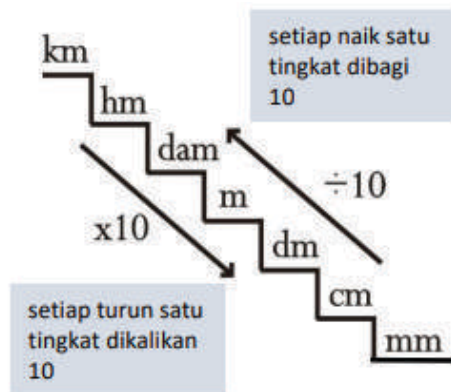 km
hm
dam
m
dm
cm
mm
setiap naik satu
tingkat dibagi
10
÷10
x10
setiap turun satu
tingkat dikalikan
10